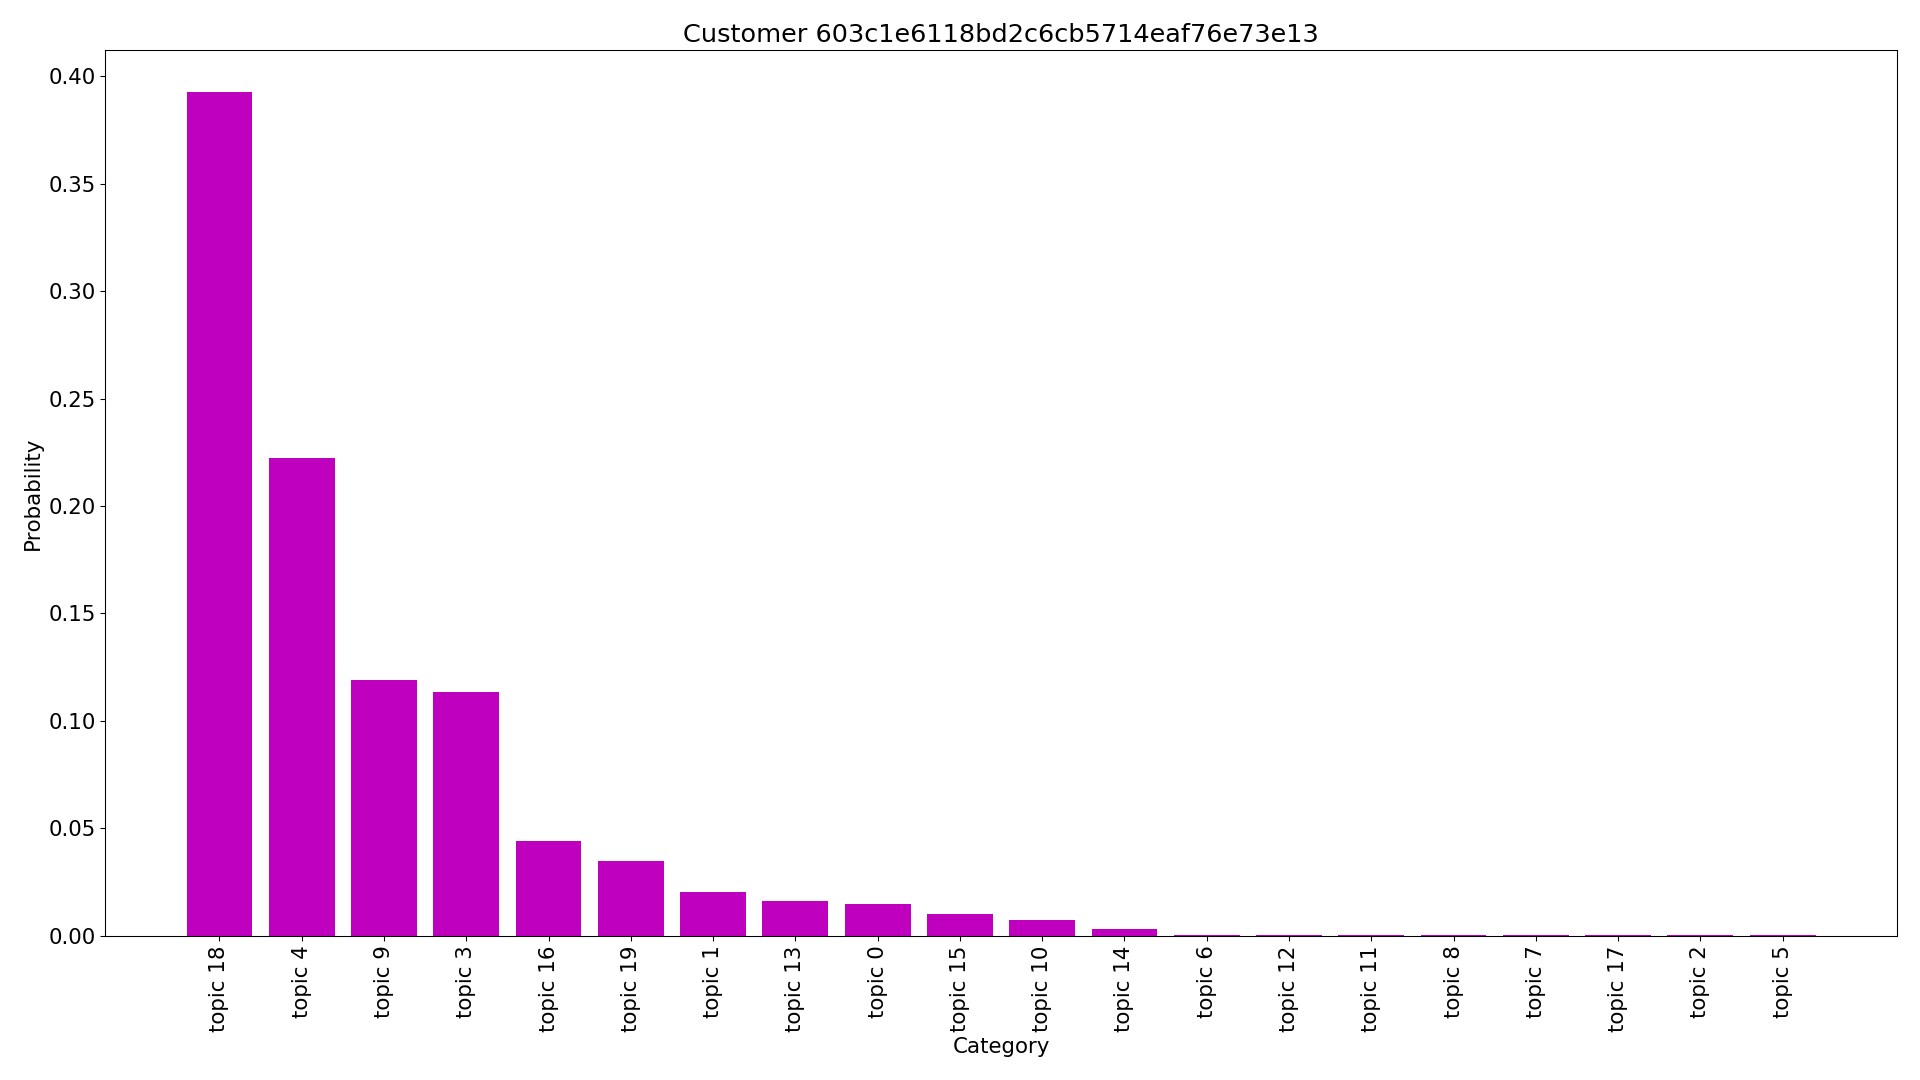 Customer 603c1e6118bd2c6cb5714eaf76e73e13
Probability
0.40
0.35
0.30
0.25
0.20
0.15
0.10
0.05
0.00
topic 18
topic 4
topic 9
topic 3
topic 16
topic 19
topic 1
topic 13
topic 0
topic 15
topic 10
topic 14
topic 6
topic 12
topic 11
topic 8
topic 7
topic 17
topic 2
topic 5
Category